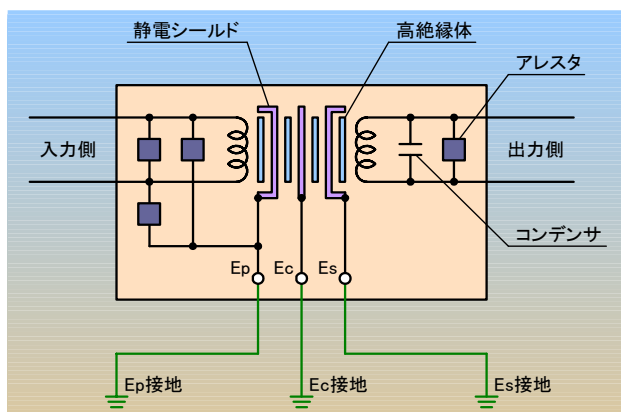 静電シールド
高絶縁体
アレスタ
入力側
出力側
コンデンサ
Ep
Ec
Es
Ep接地
Ec接地
Es接地